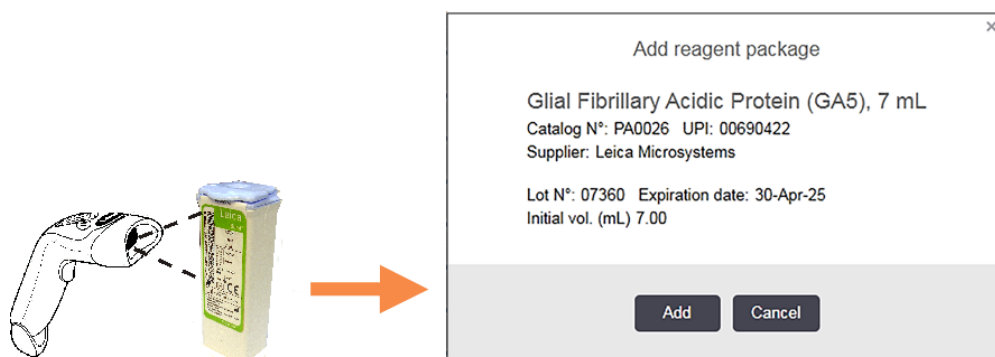 Leica
CE
×
Add reagent package
Glial Fibrillary Acidic Protein (GA5), 7 mL
Catalog N°: PA0026 UPI: 00690422
Supplier: Leica Microsystems
Lot N°: 07360 Expiration date: 30-Apr-25
Initial vol. (mL) 7.00
Add Cancel